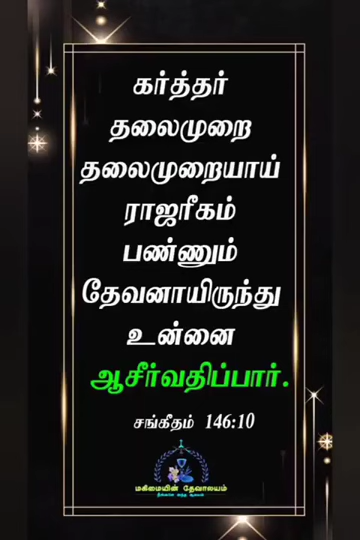 கர்த்தர்
தலைமுறை
தலைமுறையாய்
ராஜரீகம்
பண்ணும்
தேவனாயிருந்து
உன்னை
ஆசீர்வதிப்பார்.
சங்கீதம் 146:10
மகிமையின் தேவாலயம்